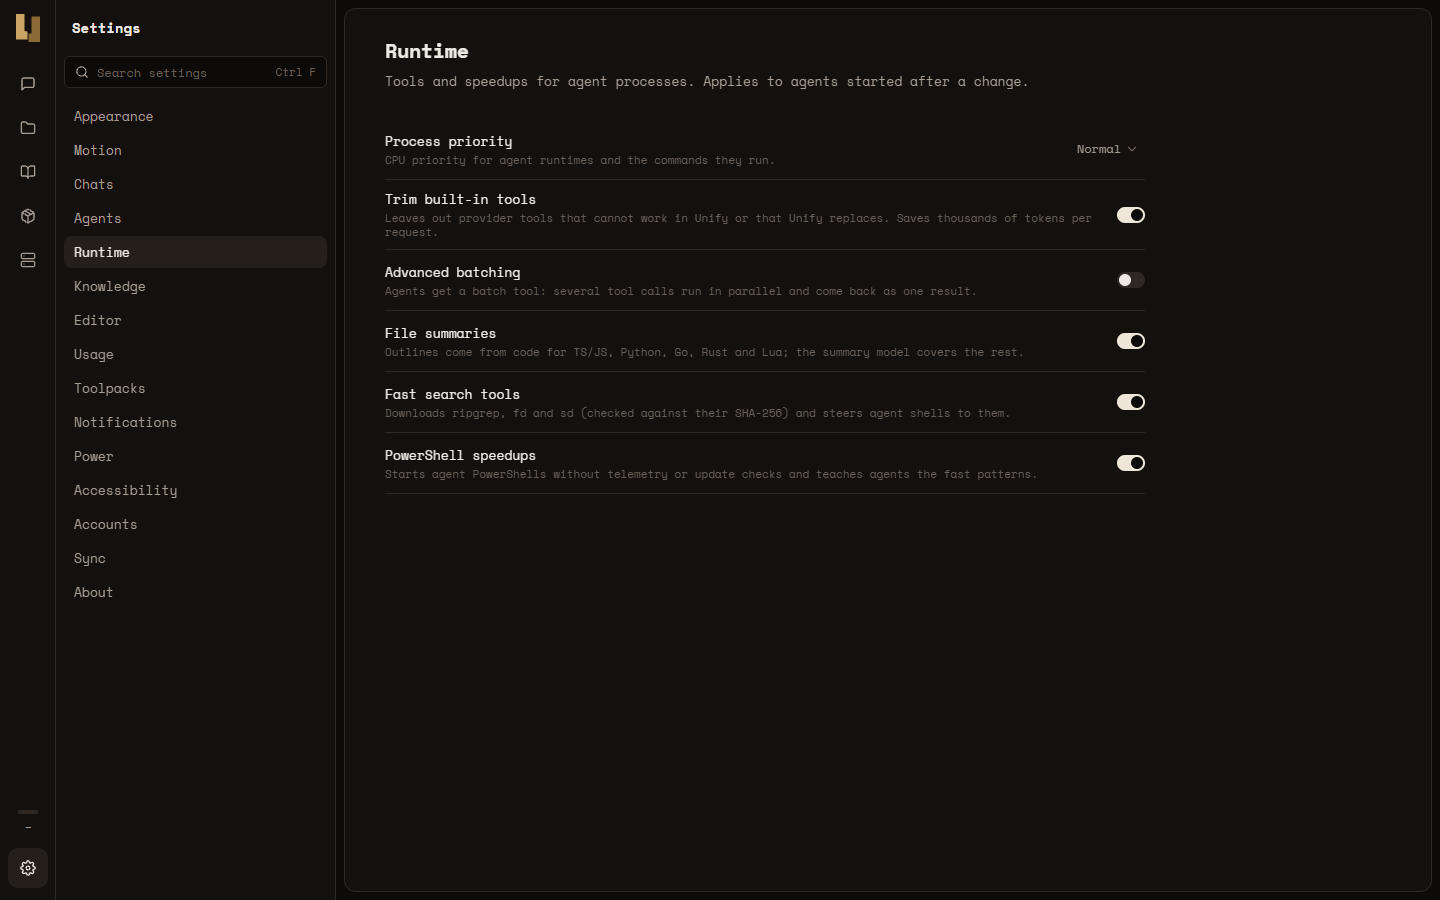 Settings
Search settings
Ctrl F
Appearance
Motion
Chats
Agents
Runtime
Knowledge
Editor
Usage
Toolpacks
Notifications
Power
Accessibility
Accounts
Sync
About
–
Runtime
Tools and speedups for agent processes. Applies to agents started after a change.
Process priority
CPU priority for agent runtimes and the commands they run.
Normal
Trim built-in tools
Leaves out provider tools that cannot work in Unify or that Unify replaces. Saves thousands of tokens per
request.
Advanced batching
Agents get a batch tool: several tool calls run in parallel and come back as one result.
File summaries
Outlines come from code for TS/JS, Python, Go, Rust and Lua; the summary model covers the rest.
Fast search tools
Downloads ripgrep, fd and sd (checked against their SHA-256) and steers agent shells to them.
PowerShell speedups
Starts agent PowerShells without telemetry or update checks and teaches agents the fast patterns.